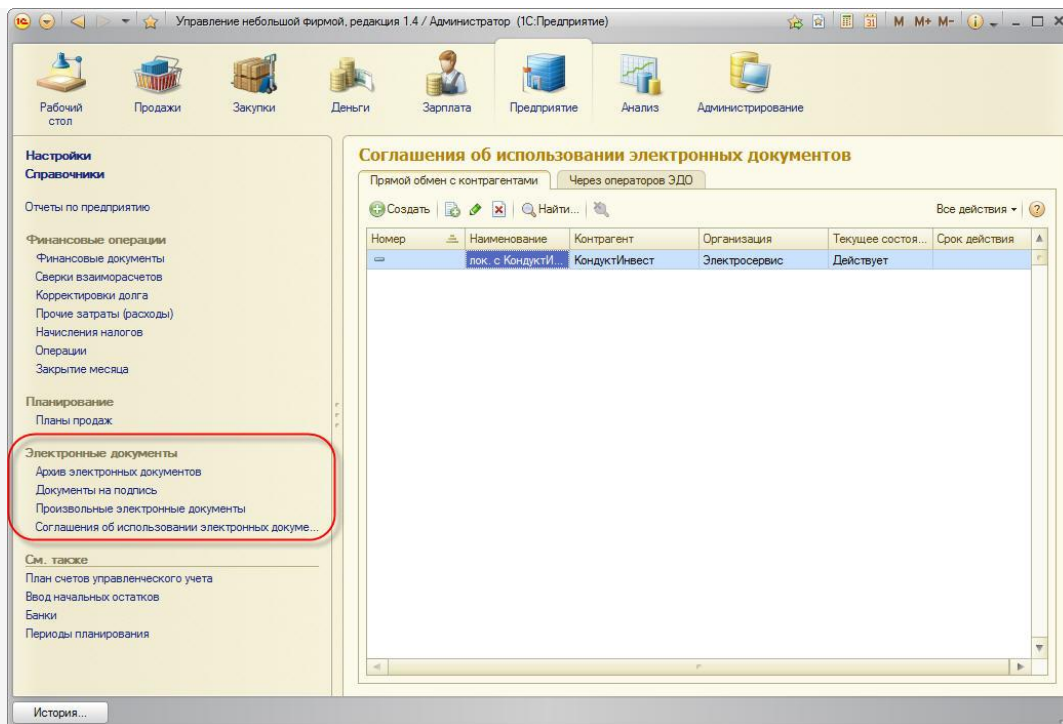 Управление небольшой фирмой, редакция 1.4 / Администратор (1С:Предприятие)
M M+ M-
Рабочий стол
Продажи
Закупки
Деньги
Зарплата
Предприятие
Анализ
Администрирование
Настройки
Справочники
Отчеты по предприятию
Финансовые операции
Финансовые документы
Сверки взаиморасчетов
Корректировки долга
Прочие затраты (расходы)
Начисления налогов
Операции
Закрытие месяца
Планирование
Планы продаж
Электронные документы
Архив электронных документов
Документы на подпись
Произвольные электронные документы
Соглашения об использовании электронных докуме...
См. также
План счетов управленческого учета
Ввод начальных остатков
Банки
Периоды планирования
Соглашения об использовании электронных документов
Прямой обмен с контрагентами
Через операторов ЭДО
Создать
Найти...
Все действия
Номер
Наименование
Контрагент
Организация
Текущее состоя...
Срок действия
лок. с КондуктИ...
КондуктИнвест
Электросервис
Действует
История...